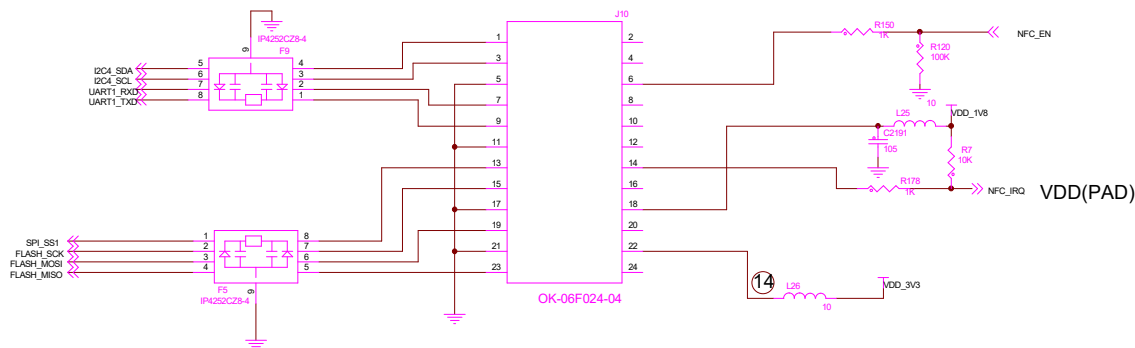 J10
IP4252CZ8-4
F9
9
I2C4_SDA 5 4
I2C4_SCL 6 3
UART1_RXD 7 2
UART1_TXD 8 1
1 2
3 4
5 6
7 8
9 10
11 12
13 14
15 16
17 18
19 20
21 22
23 24
OK-06F024-04
R150
1K
NFC_EN
R120
100K
L25
10
VDD_1V8
C2191
105
R7
10K
R178
1K
NFC_IRQ
VDD(PAD)
SPI_SS1 1 8
FLASH_SCK 2 7
FLASH_MOSI 3 6
FLASH_MISO 4 5
F5
9
IP4252CZ8-4
14
L26
10
VDD_3V3